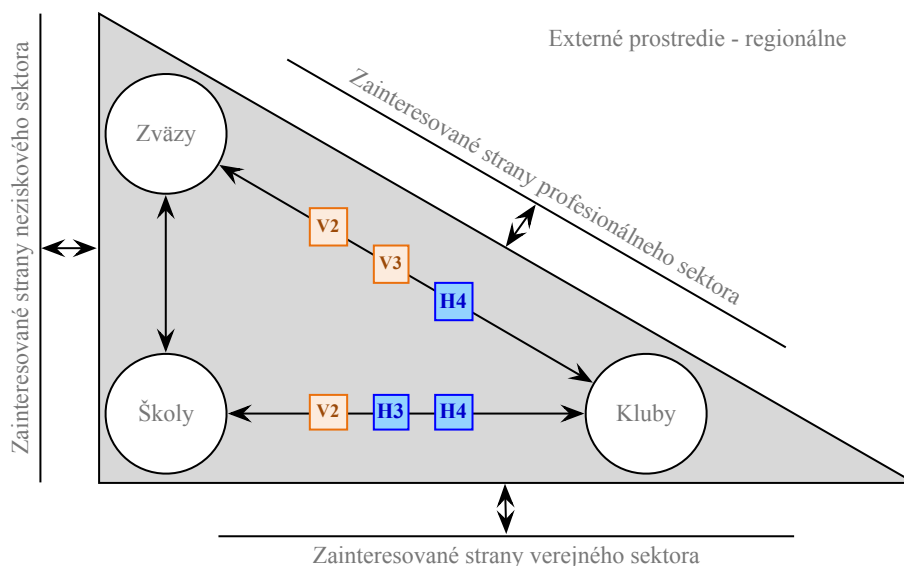 Externé prostredie - regionálne
Zainteresované strany neziskového sektora
Zainteresované strany profesionálneho sektora
Zväzy
V2
V3
H4
Školy
V2
H3
H4
Kluby
Zainteresované strany verejného sektora